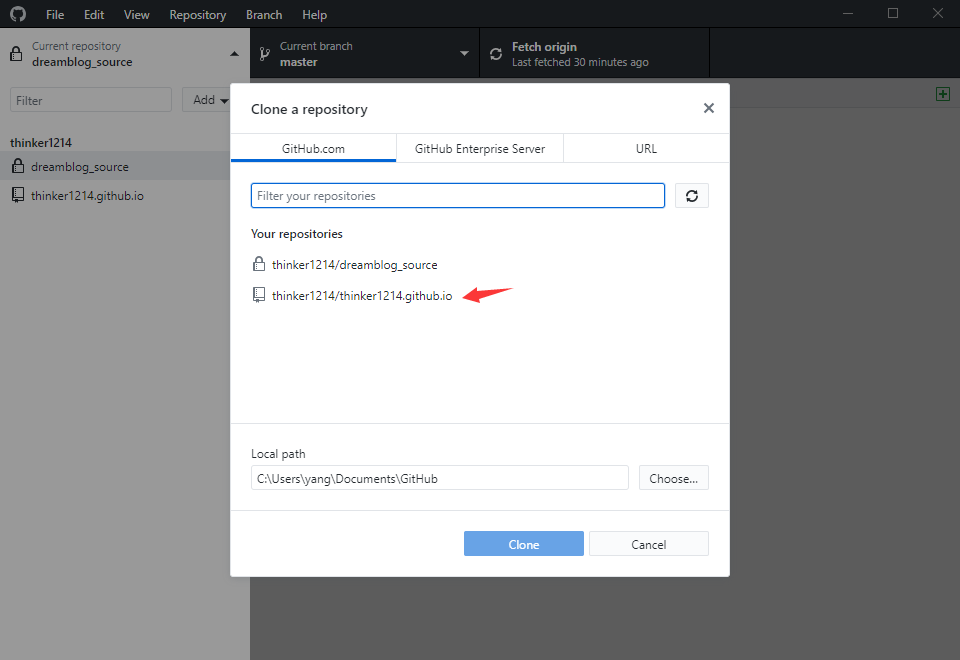 File Edit View Repository Branch Help
Current repository
dreamblog_source
Current branch
master
Fetch origin
Last fetched 30 minutes ago
Filter
Add
thinker1214
dreamblog_source
thinker1214.github.io
Clone a repository
GitHub.com GitHub Enterprise Server URL
Filter your repositories
Your repositories
thinker1214/dreamblog_source
thinker1214/thinker1214.github.io
Local path
C:\Users\yang\Documents\GitHub
Choose...
Clone Cancel